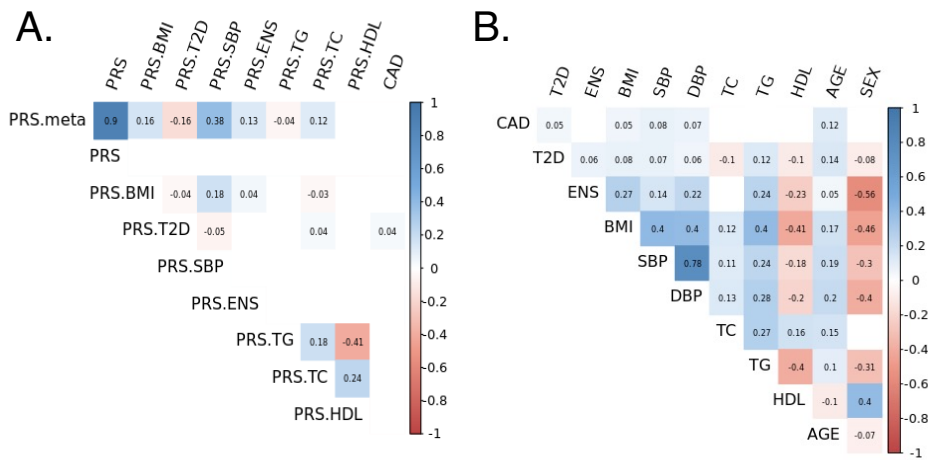 A.
PRS PRS.BMI PRS.T2D PRS.SBP PRS.ENS PRS.TG PRS.TC PRS.HDL CAD
PRS.meta 0.9 0.16 -0.16 0.38 0.13 -0.04 0.12
PRS
PRS.BMI -0.04 0.18 0.04 -0.03
PRS.T2D -0.05 0.04 0.04
PRS.SBP
PRS.ENS
PRS.TG 0.18 -0.41
PRS.TC 0.24
PRS.HDL
1
0.8
0.6
0.4
0.2
0
-0.2
-0.4
-0.6
-0.8
-1
B.
T2D ENS BMI SBP DBP TC TG HDL AGE SEX
CAD 0.05 0.05 0.08 0.07 0.12
T2D 0.06 0.08 0.07 0.06 -0.1 0.12 -0.1 0.14 -0.08
ENS 0.27 0.14 0.22 0.24 -0.23 0.05 -0.56
BMI 0.4 0.4 0.12 0.4 -0.41 0.17 -0.46
SBP 0.78 0.11 0.24 -0.18 0.19 -0.3
DBP 0.13 0.28 -0.2 0.2 -0.4
TC 0.27 0.16 0.15
TG -0.4 0.1 -0.31
HDL -0.1 0.4
AGE -0.07
1
0.8
0.6
0.4
0.2
0
-0.2
-0.4
-0.6
-0.8
-1